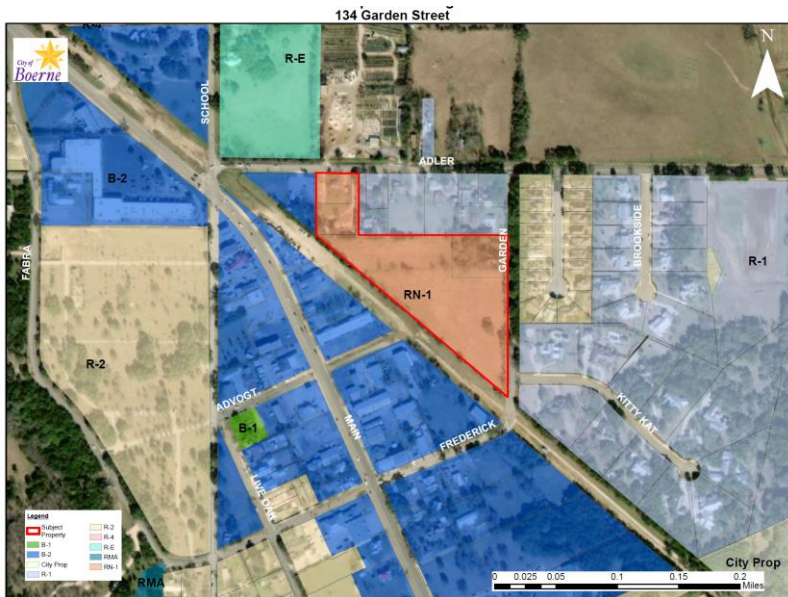 134 Garden Street
R-4
City of
Boerne
N
SCHOOL
R-E
ADLER
B-2
FABRA
GARDEN
BROOKSIDE
R-1
RN-1
R-2
ADVOGT
B-1
MAIN
FREDERICK
KITTY KAT
LIVE OAK
Legend
Subject
Property
B-1
B-2
City Prop
R-1
R-2
R-4
R-E
RMA
RN-1
RMA
City Prop
0 0.025 0.05 0.1 0.15 0.2
Miles